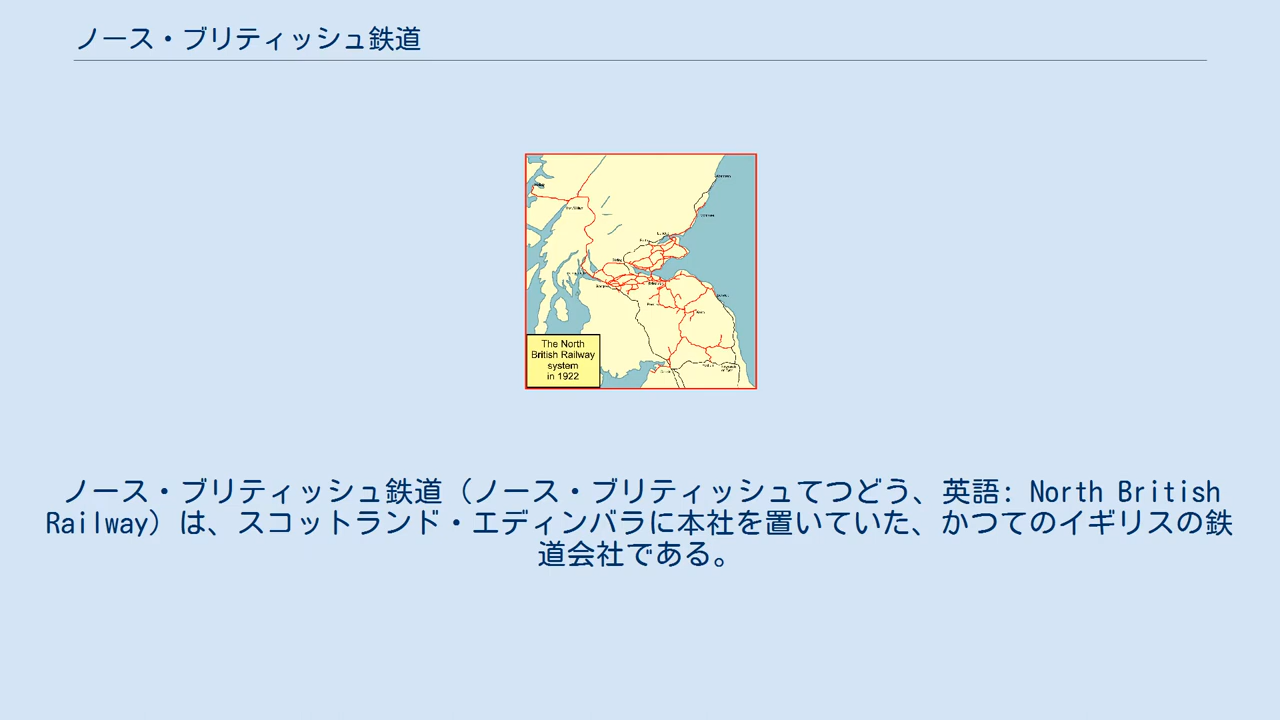 ノース・ブリティッシュ鉄道
The North
British Railway
system
in 1922
ノース・ブリティッシュ鉄道（ノース・ブリティッシュてつどう、英語: North British
Railway）は、スコットランド・エディンバラに本社を置いていた、かつてのイギリスの鉄
道会社である。